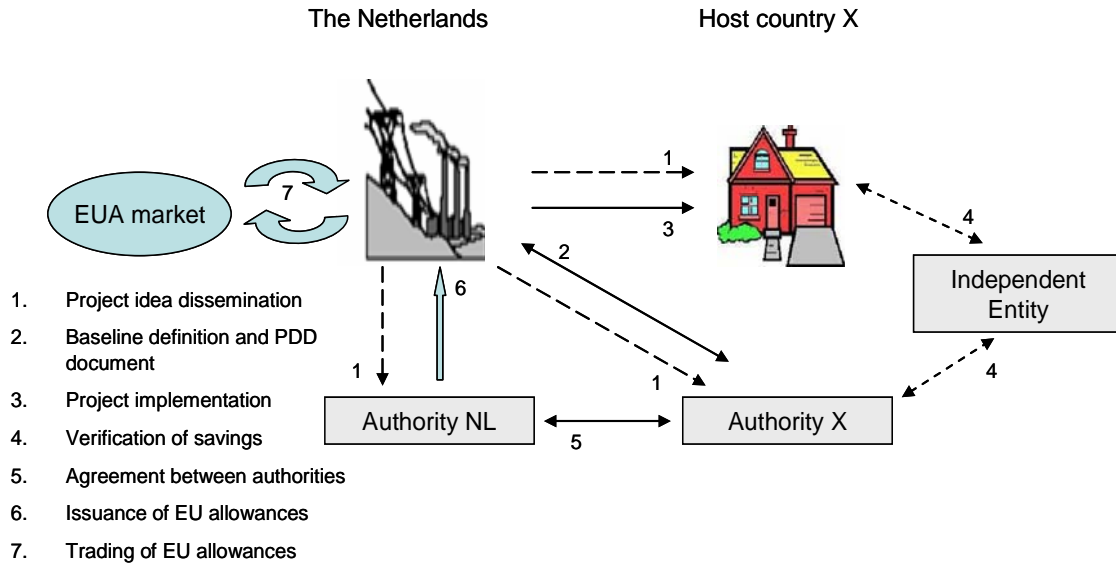 The Netherlands
Host country X
1
3
7
EUA market
2
4
6
Independent
Entity
1. Project idea dissemination
2. Baseline definition and PDD
document
3. Project implementation
4. Verification of savings
5. Agreement between authorities
6. Issuance of EU allowances
7. Trading of EU allowances
1
1
4
Authority NL
Authority X
5